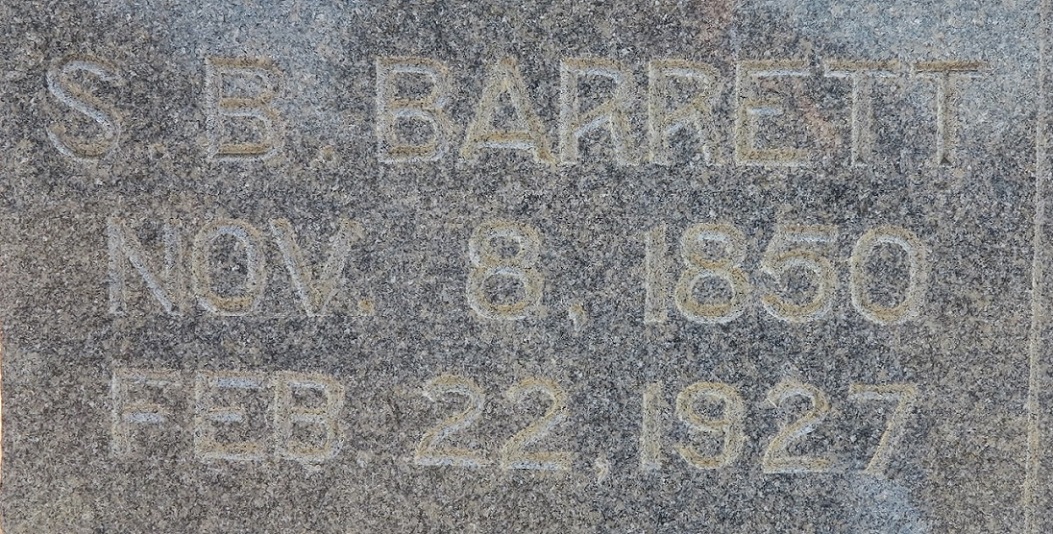 S. B. BARRETT
NOV. 8, 1850
FEB 22, 1927